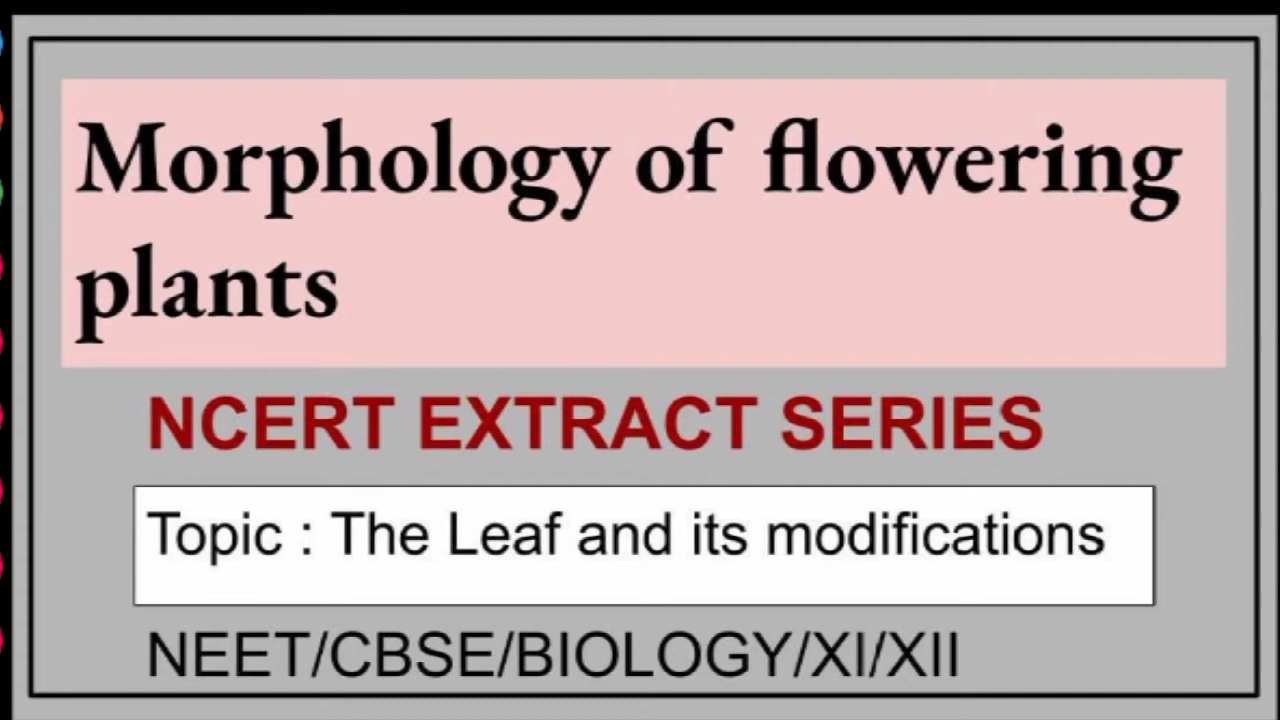 Morphology of flowering
plants
NCERT EXTRACT SERIES
Topic : The Leaf and its modifications
NEET/CBSE/BIOLOGY/XI/XII